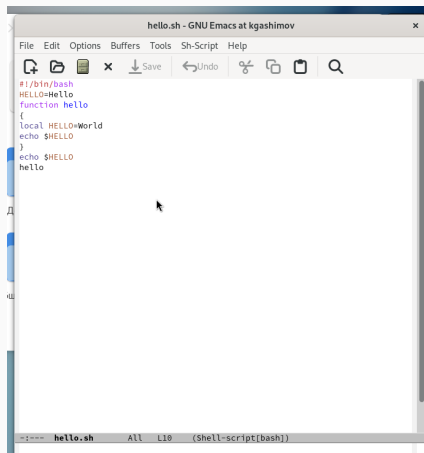 hello.sh - GNU Emacs at kgashimov
File Edit Options Buffers Tools Sh-Script Help
Save Undo
#!/bin/bash
HELLO=Hello
function hello
{
local HELLO=World
echo $HELLO
}
echo $HELLO
hello
Д
-:--- hello.sh All L10 (Shell-script[bash])